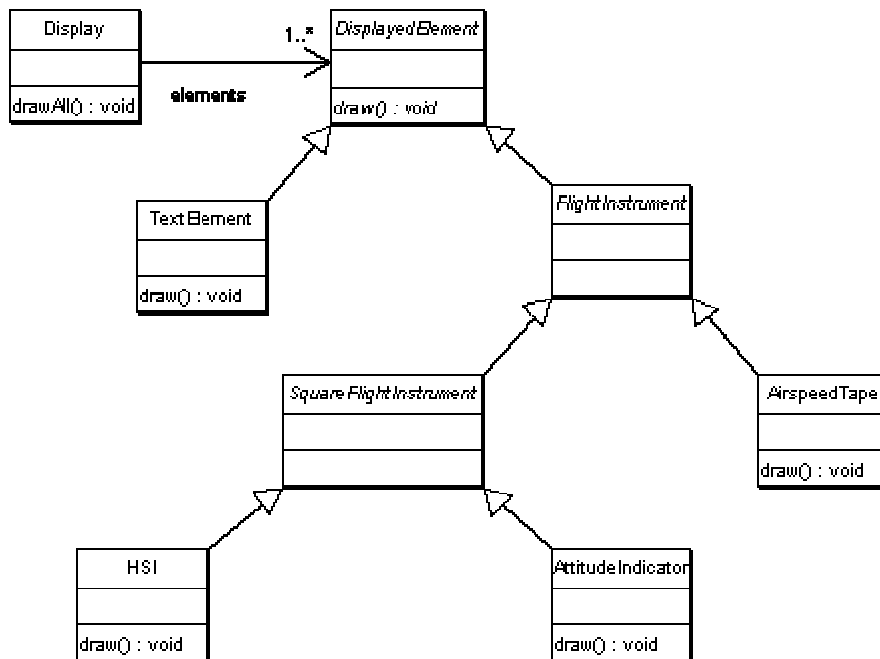 Display
drawAll() : void
1..*
elements
DisplayedElement
draw() : void
TextElement
draw() : void
FlightInstrument
SquareFlightInstrument
AirspeedTape
draw() : void
HSI
draw() : void
AttitudeIndicator
draw() : void